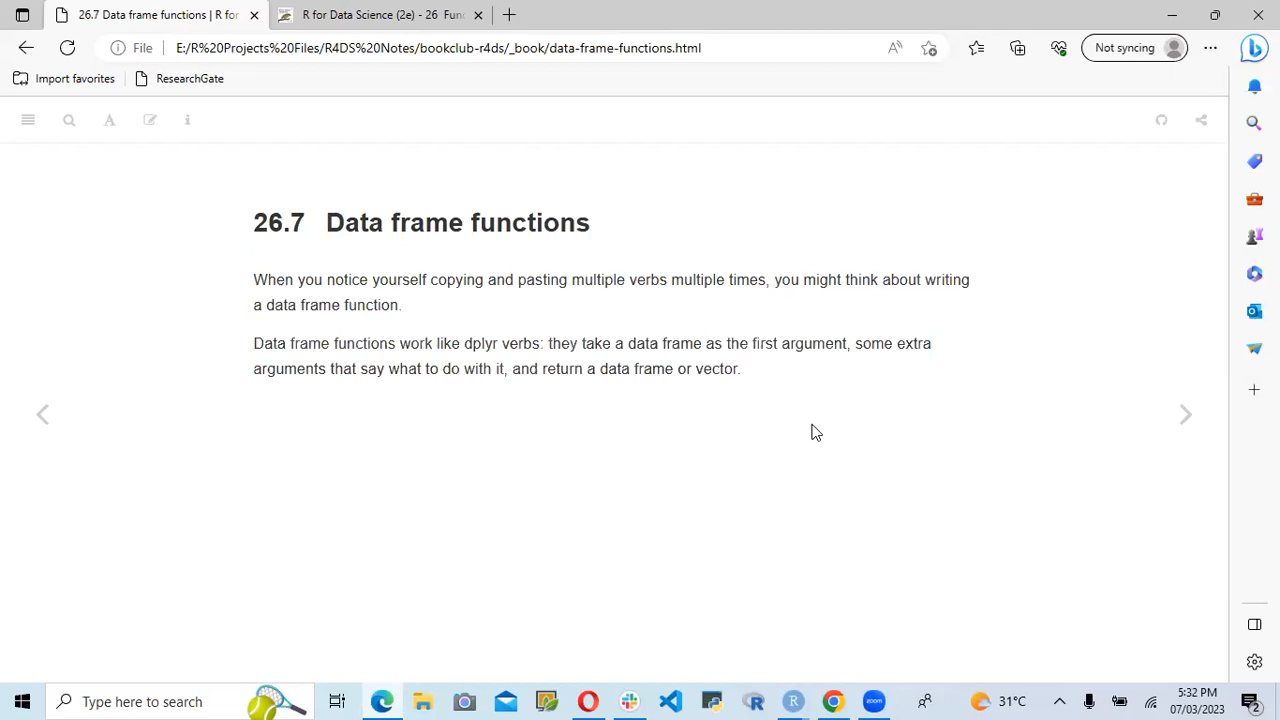 26.7 Data frame functions | R for
R for Data Science (2e) - 26 Func
File
E:/R%20Projects%20Files/R4DS%20Notes/bookclub-r4ds/_book/data-frame-functions.html
Not syncing
Import favorites
ResearchGate
26.7 Data frame functions
When you notice yourself copying and pasting multiple verbs multiple times, you might think about writing
a data frame function.
Data frame functions work like dplyr verbs: they take a data frame as the first argument, some extra
arguments that say what to do with it, and return a data frame or vector.
Type here to search
zoom
31°C
5:32 PM
07/03/2023
2